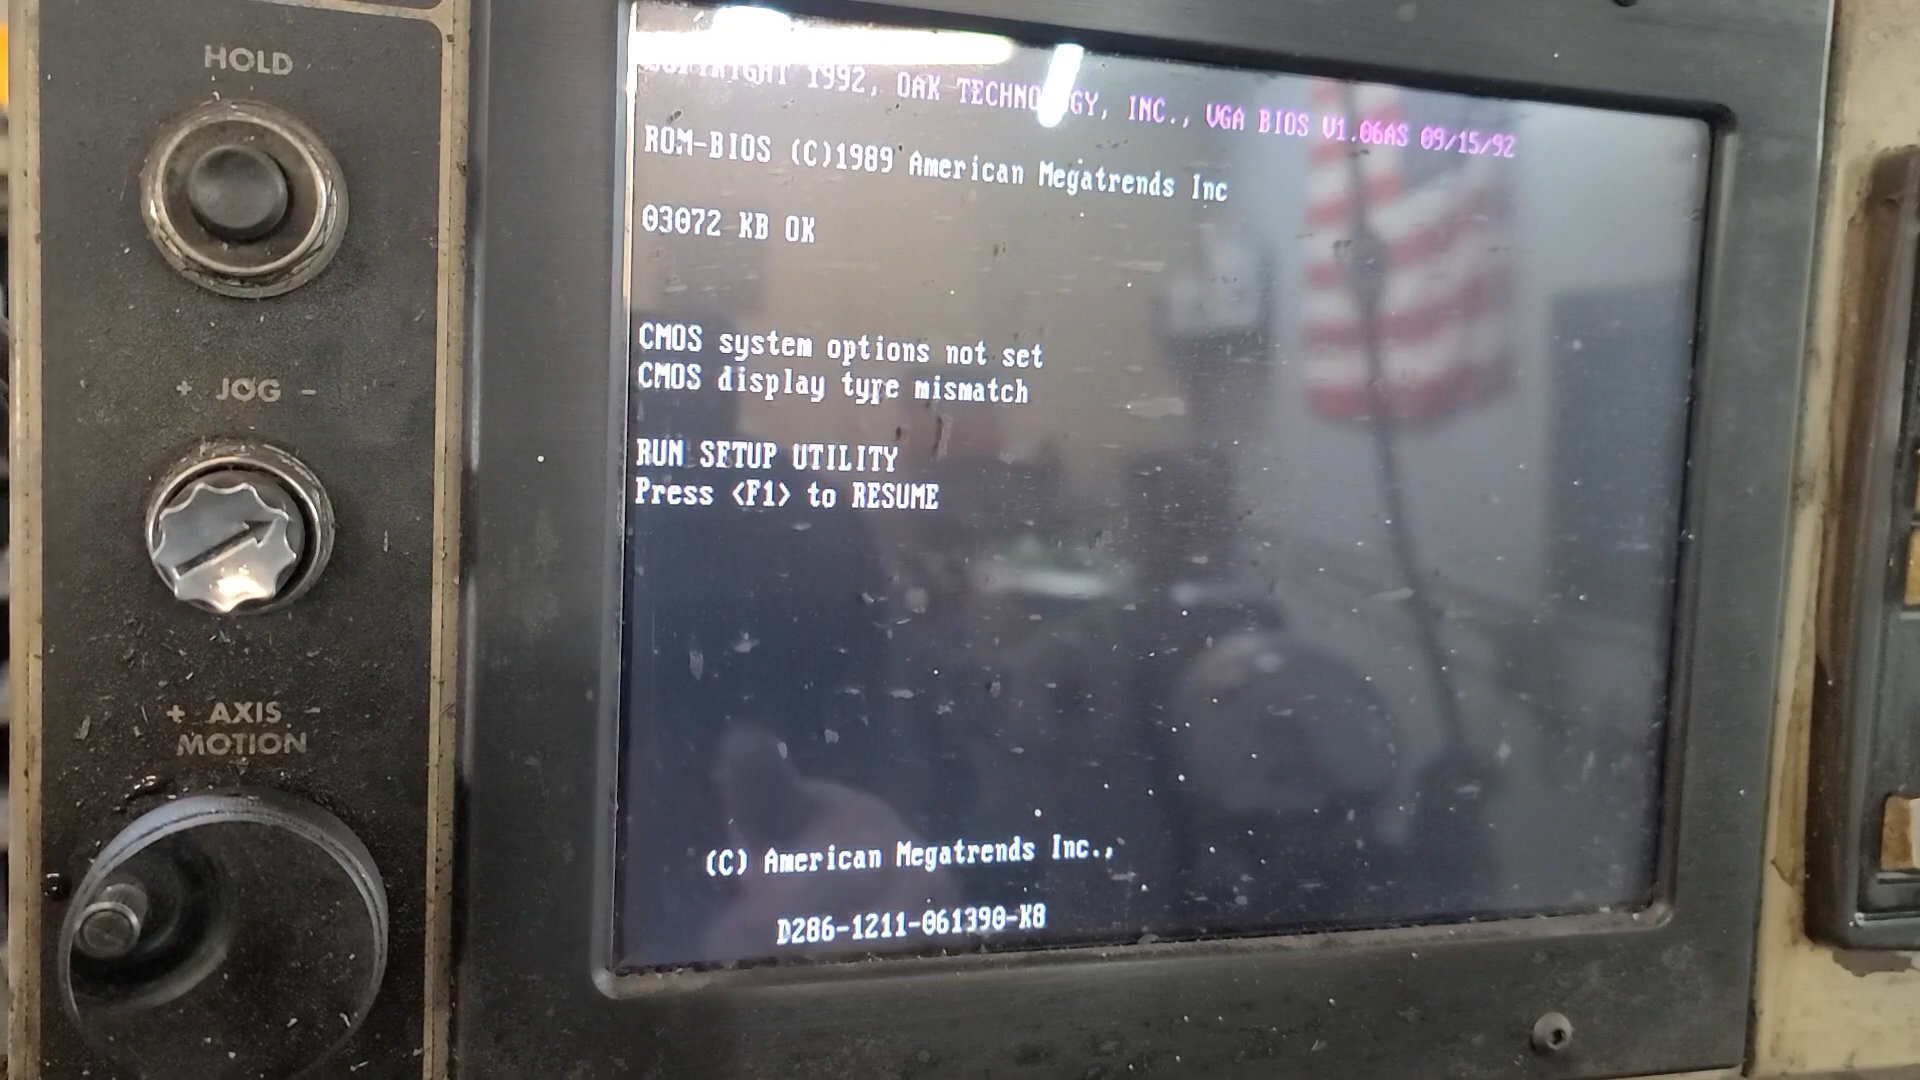 HOLD
+ JOG -
+ AXIS -
MOTION
COPYRIGHT 1992, OAK TECHNOLOGY, INC., VGA BIOS V1.06AS 09/15/92
ROM-BIOS (C)1989 American Megatrends Inc
03072 KB OK
CMOS system options not set
CMOS display type mismatch
RUN SETUP UTILITY
Press <F1> to RESUME
(C) American Megatrends Inc.,
D286-1211-061390-K8